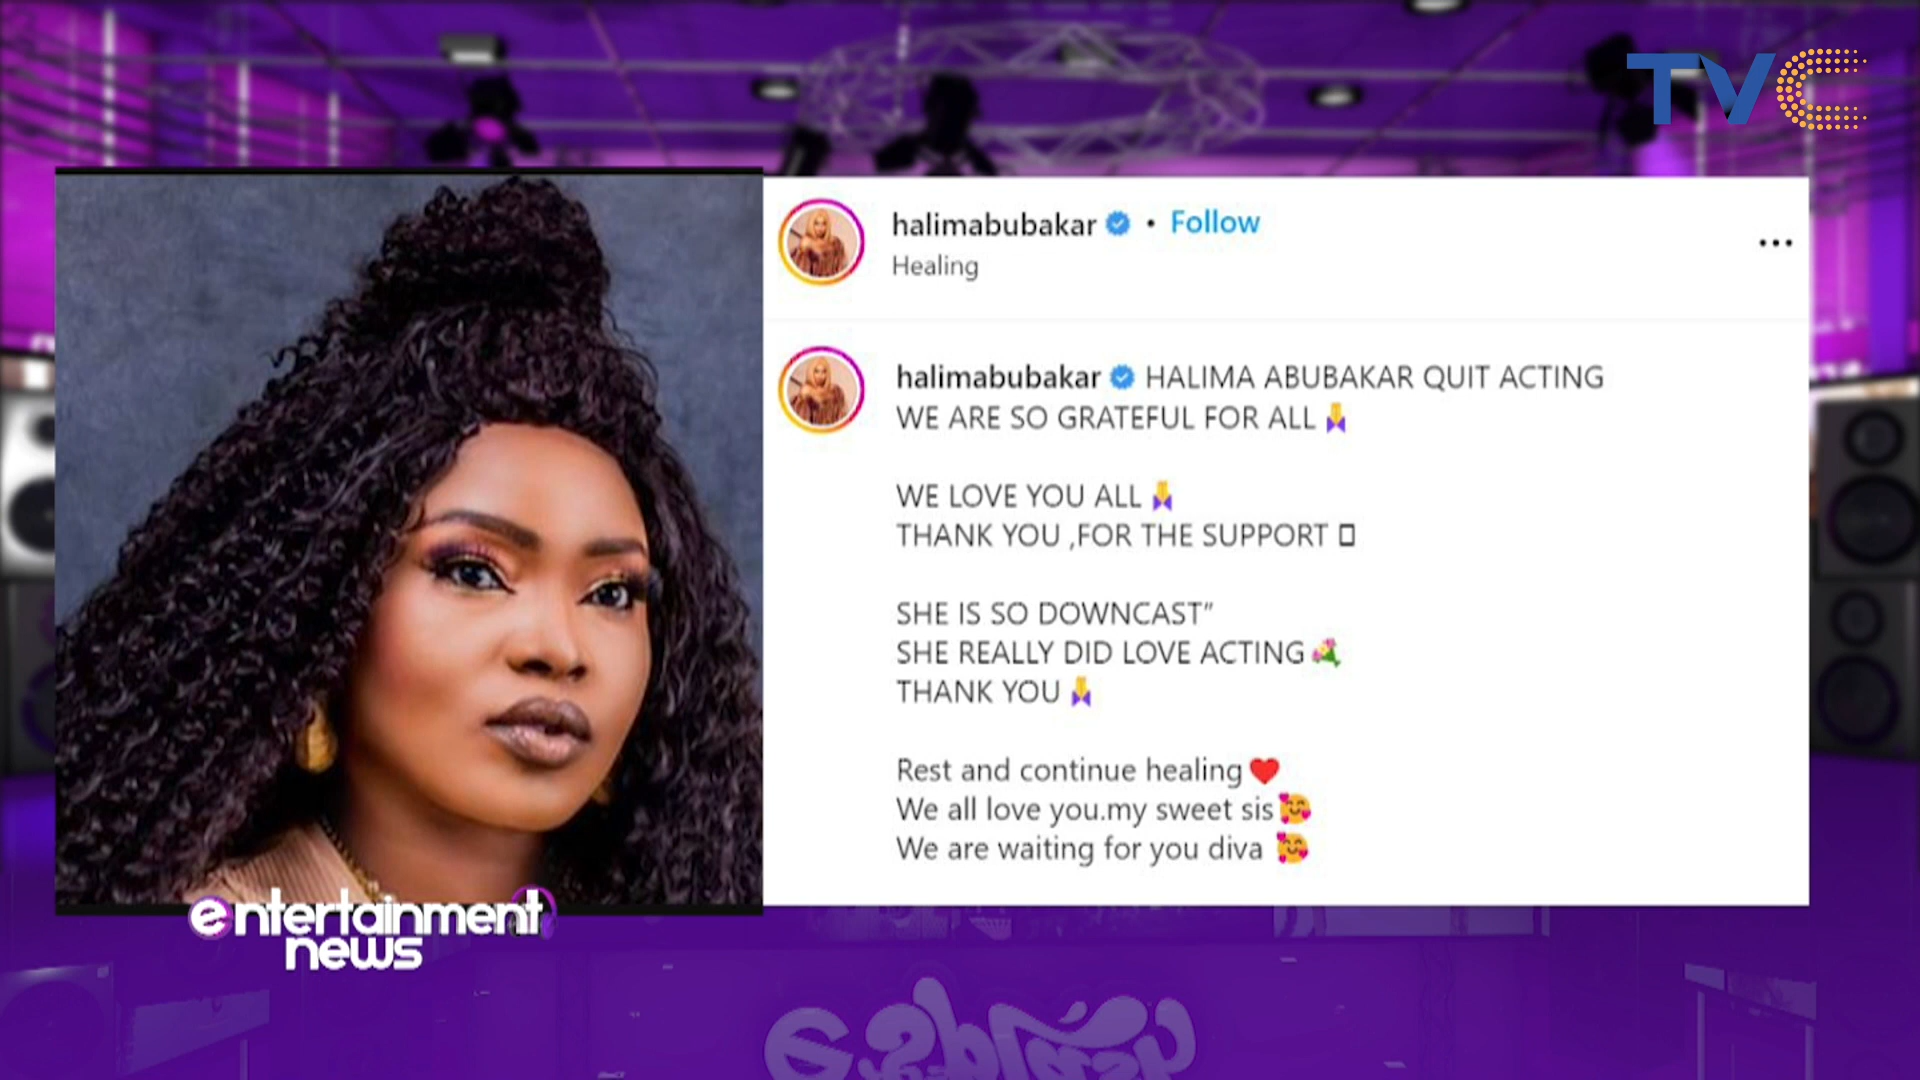 TVC
halimabubakar • Follow
Healing
halimabubakar HALIMA ABUBAKAR QUIT ACTING
WE ARE SO GRATEFUL FOR ALL
WE LOVE YOU ALL
THANK YOU ,FOR THE SUPPORT
SHE IS SO DOWNCAST”
SHE REALLY DID LOVE ACTING
THANK YOU
Rest and continue healing
We all love you.my sweet sis
We are waiting for you diva
entertainment
news